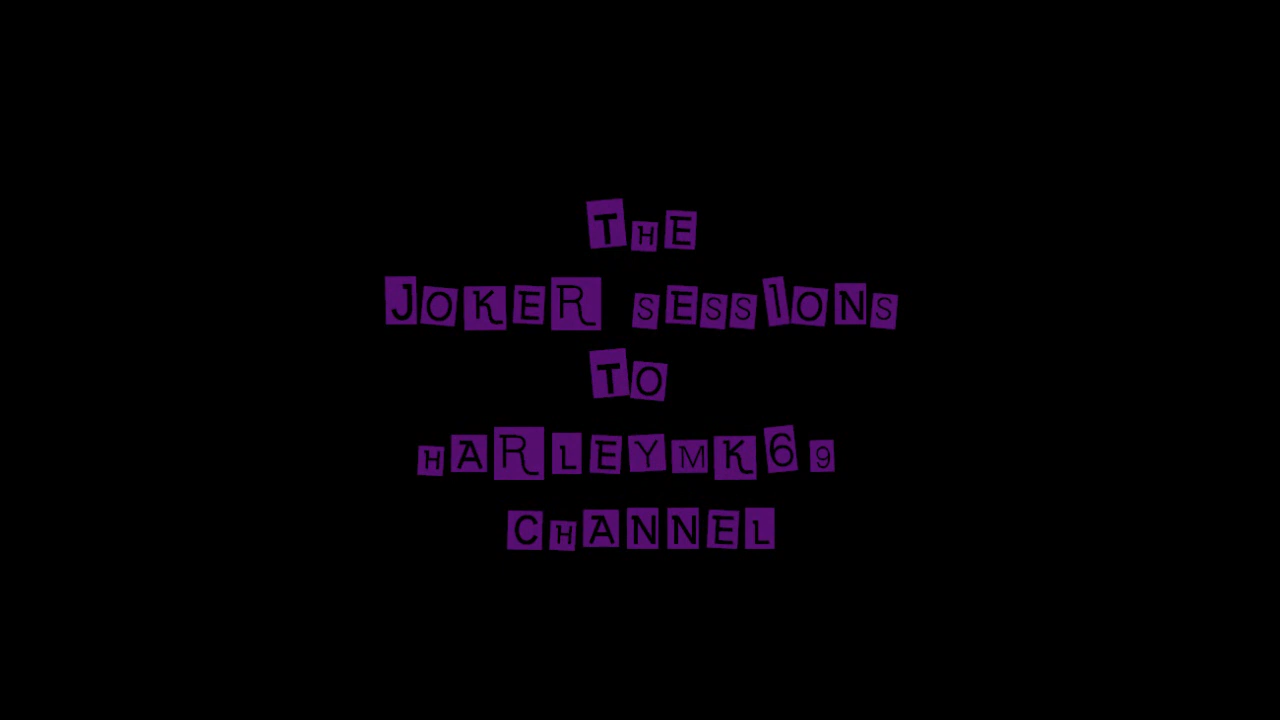 THE
JOKER SESSIONS
TO
HARLEYMK69
CHANNEL